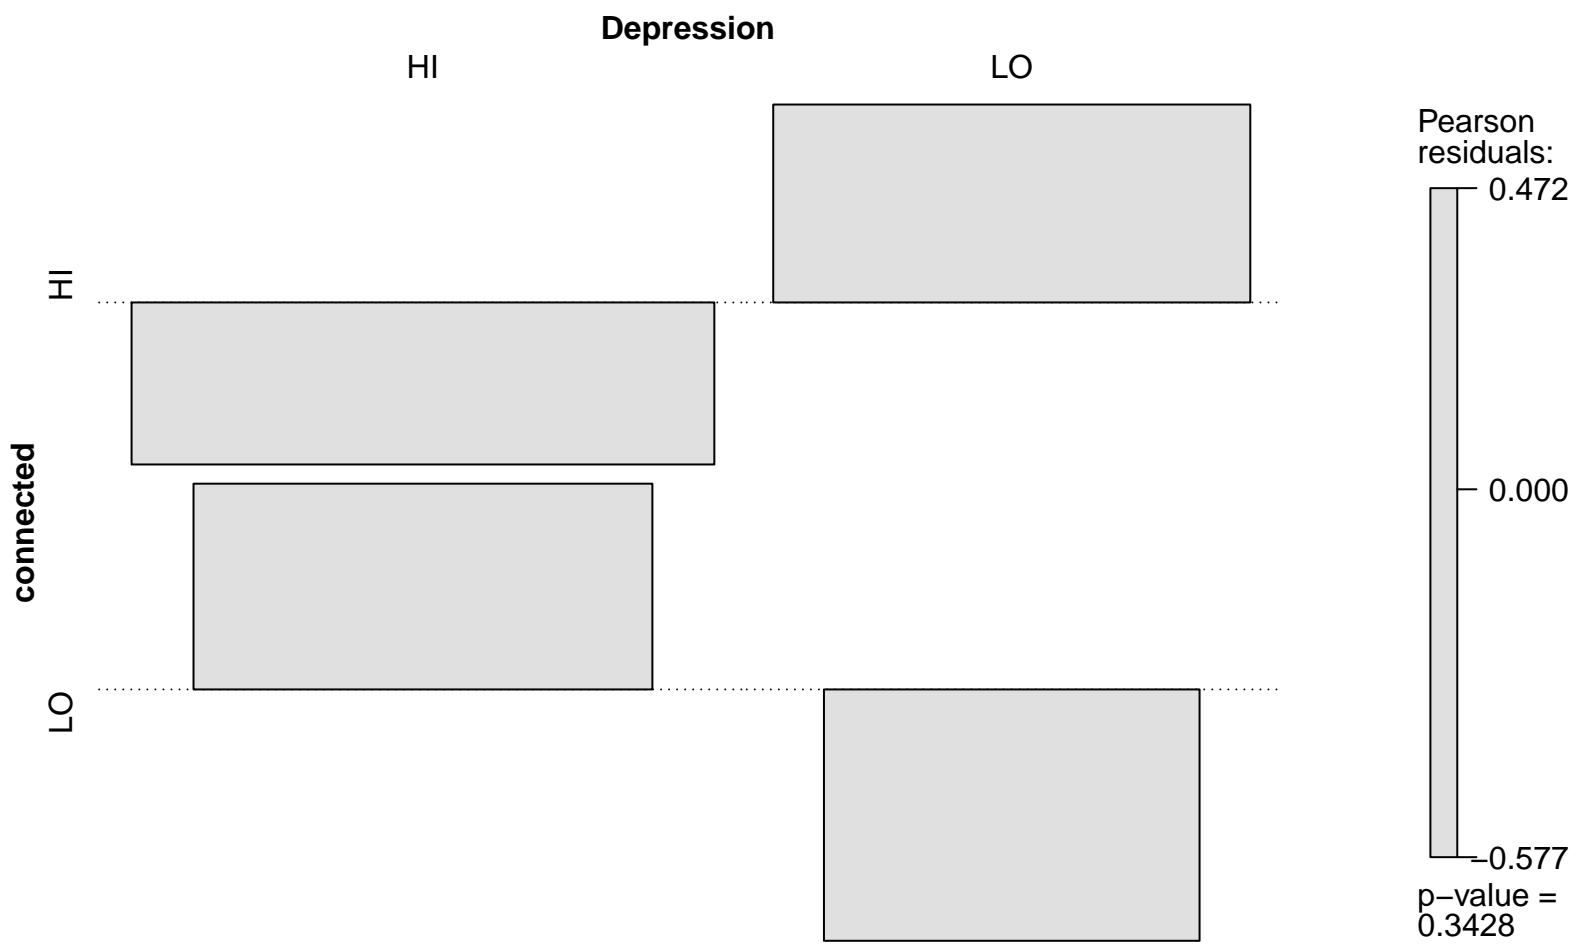 Depression
HI
LO
HI
LO
connected
Pearson
residuals:
0.472
0.000
−0.577
p−value =
0.3428